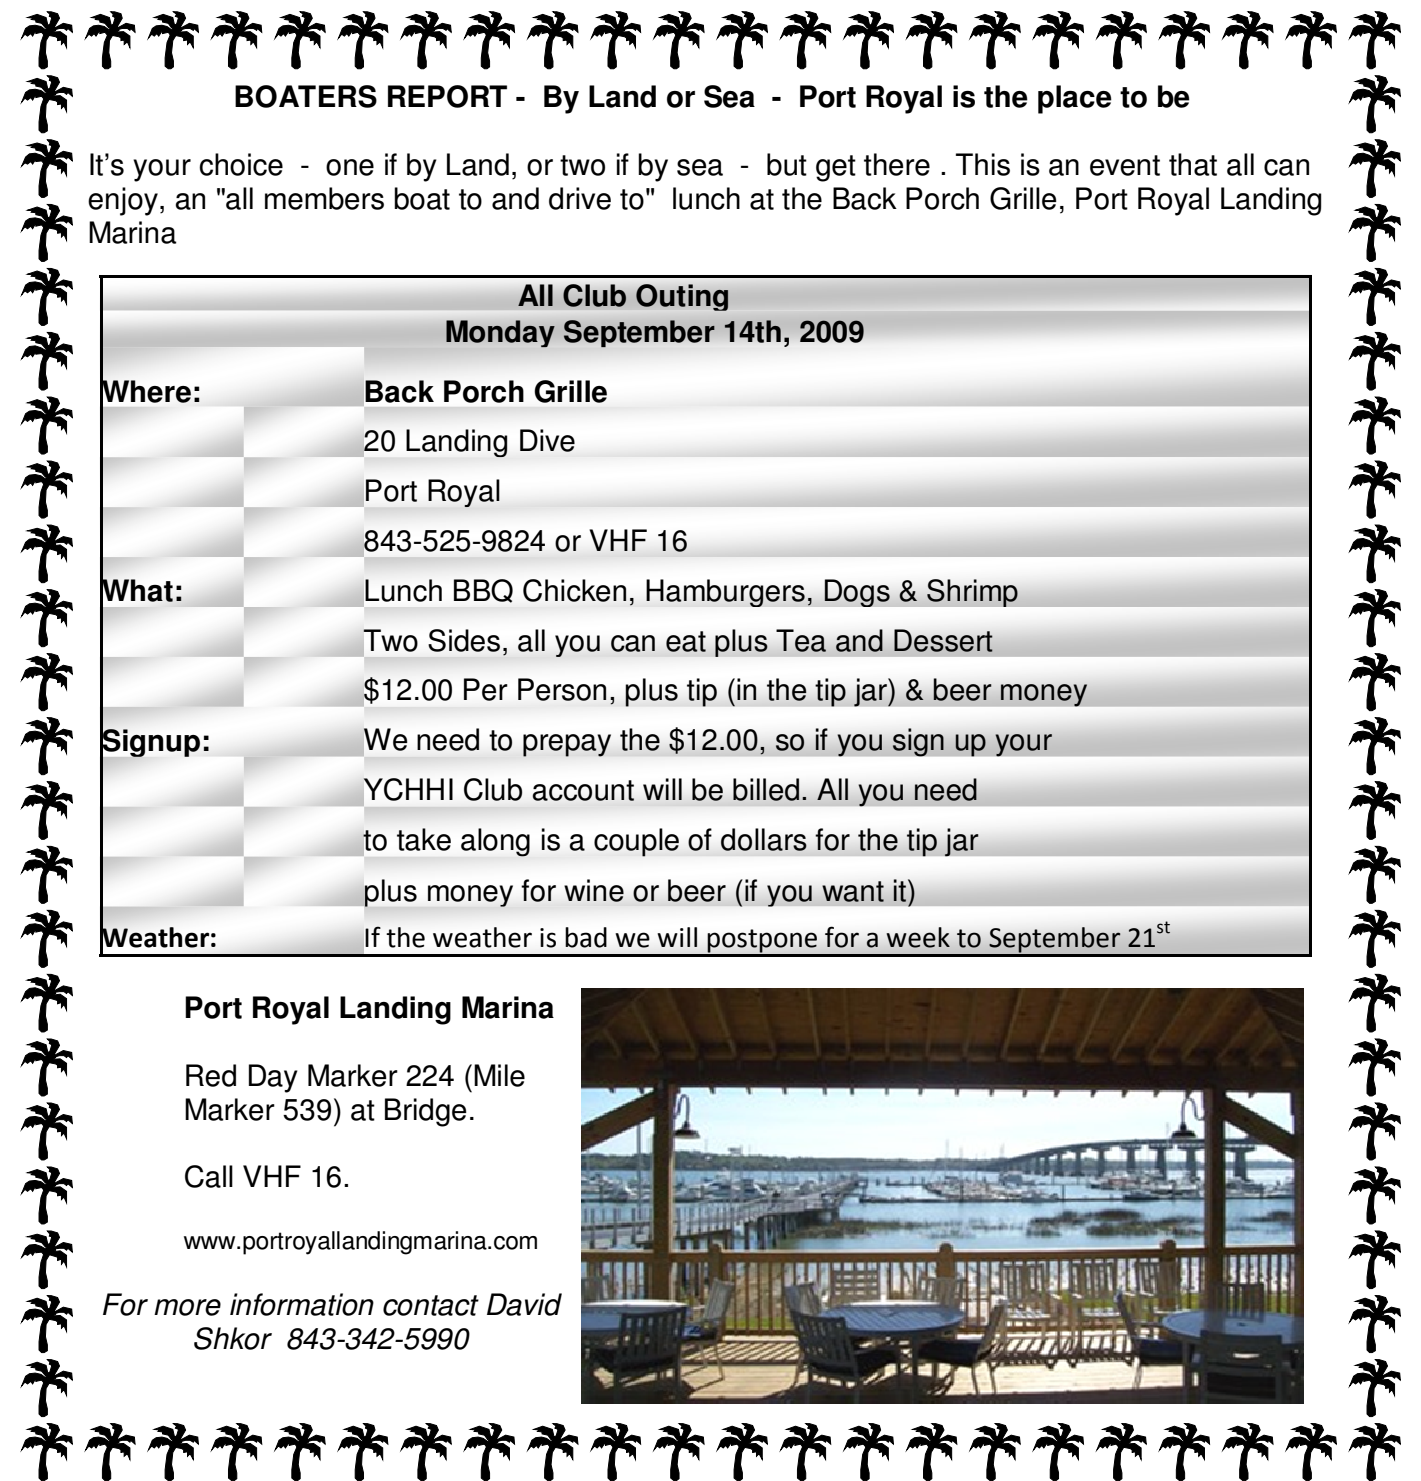 BOATERS REPORT - By Land or Sea - Port Royal is the place to be
It's your choice - one if by Land, or two if by sea - but get there . This is an event that all can
enjoy, an "all members boat to and drive to" lunch at the Back Porch Grille, Port Royal Landing
Marina
All Club Outing
Monday September 14th, 2009
Where: Back Porch Grille
20 Landing Dive
Port Royal
843-525-9824 or VHF 16
What: Lunch BBQ Chicken, Hamburgers, Dogs & Shrimp
Two Sides, all you can eat plus Tea and Dessert
$12.00 Per Person, plus tip (in the tip jar) & beer money
Signup: We need to prepay the $12.00, so if you sign up your
YCHHI Club account will be billed. All you need
to take along is a couple of dollars for the tip jar
plus money for wine or beer (if you want it)
Weather: If the weather is bad we will postpone for a week to September 21st
Port Royal Landing Marina
Red Day Marker 224 (Mile
Marker 539) at Bridge.
Call VHF 16.
www.portroyallandingmarina.com
For more information contact David
Shkor 843-342-5990